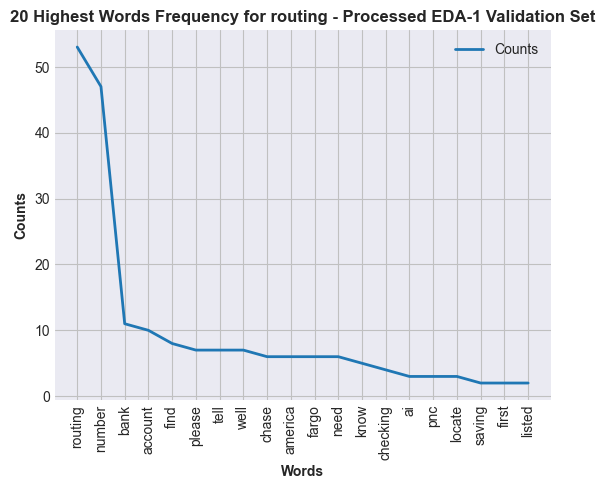 20 Highest Words Frequency for routing - Processed EDA-1 Validation Set
Counts
50
40
30
20
10
0
Counts
routing
number
bank
account
find
please
tell
well
chase
america
fargo
need
know
checking
ai
pnc
locate
saving
first
listed
Words